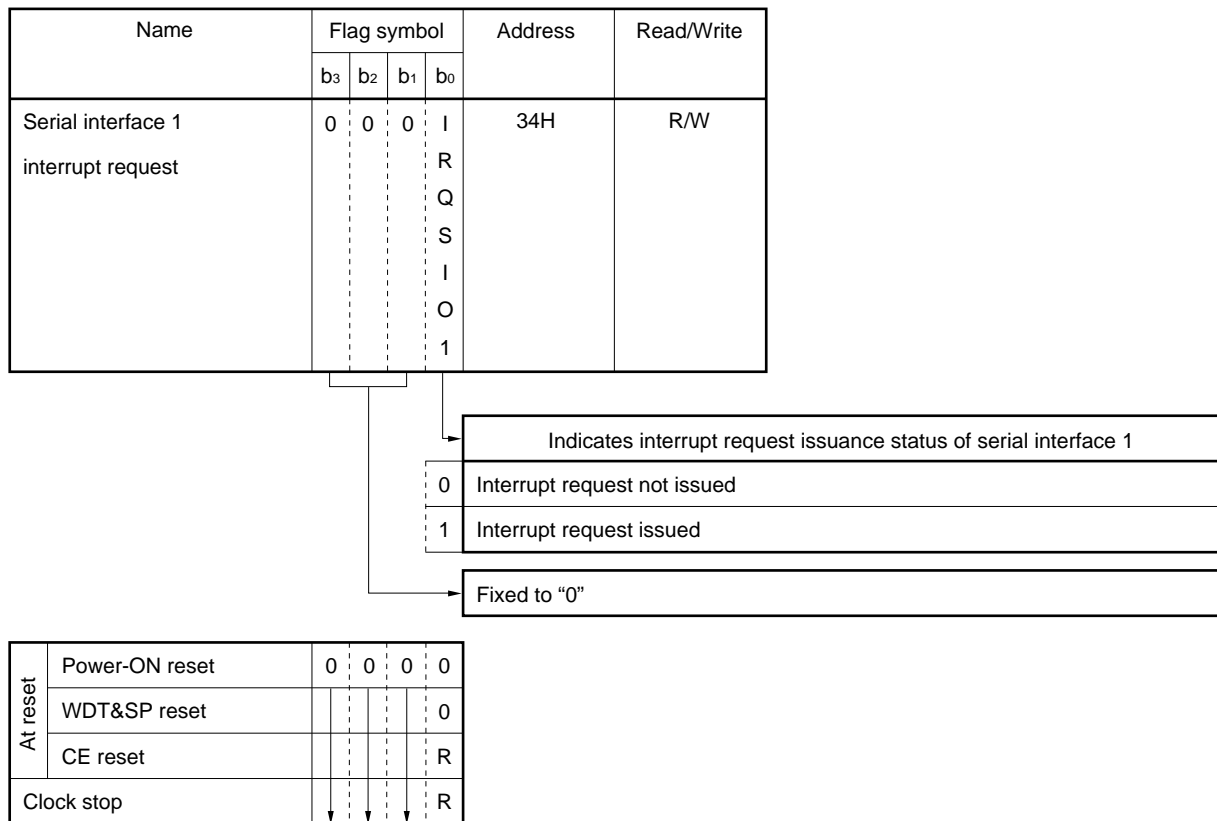 Name Flag symbol Address Read/Write
b3 b2 b1 b0
Serial interface 1 0 0 0 I 34H R/W
interrupt request R
Q
S
I
O
1
Indicates interrupt request issuance status of serial interface 1
0 Interrupt request not issued
1 Interrupt request issued
Fixed to “0”
At reset
Power-ON reset 0 0 0 0
WDT&SP reset 0
CE reset R
Clock stop R